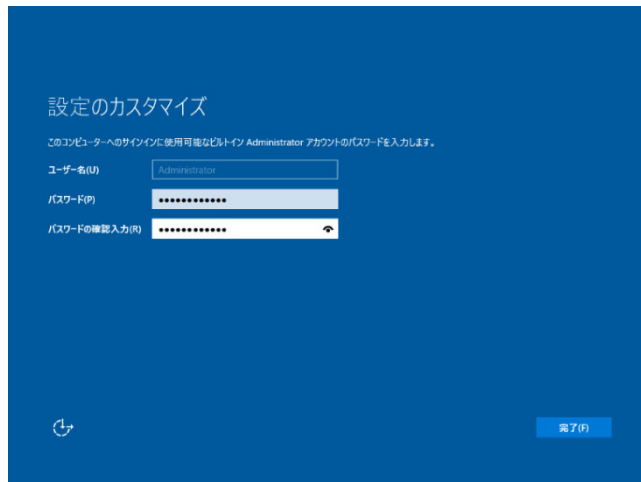 設定のカスタマイズ
このコンピューターへのサインインに使用可能なビルトイン Administrator アカウントのパスワードを入力します。
ユーザー名(U) Administrator
パスワード(P) ••••••••••••
パスワードの確認入力(R) ••••••••••••
完了(F)